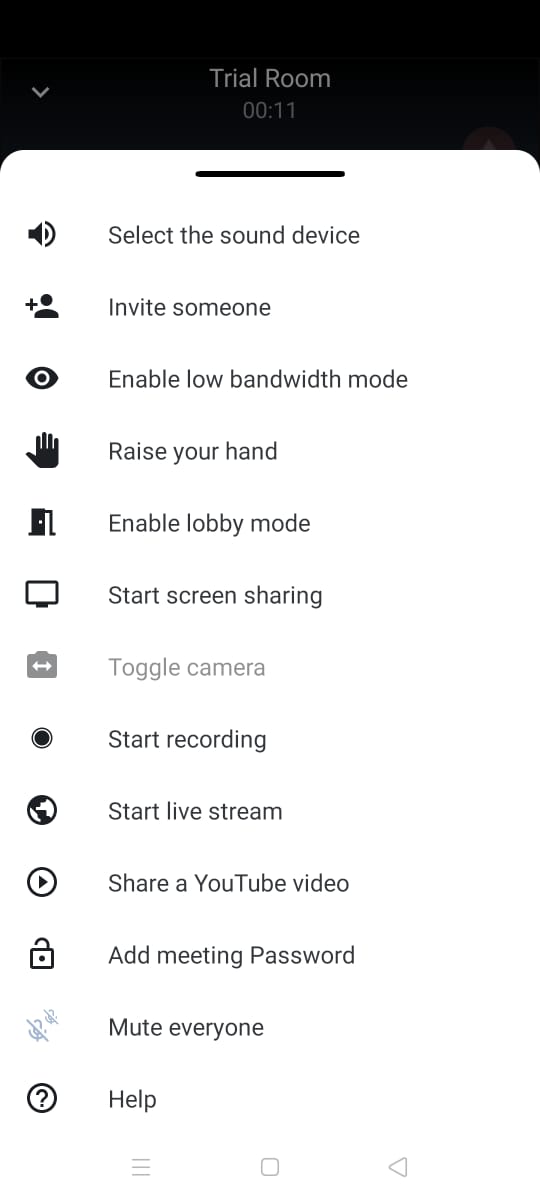 Trial Room
00:11
Select the sound device
Invite someone
Enable low bandwidth mode
Raise your hand
Enable lobby mode
Start screen sharing
Toggle camera
Start recording
Start live stream
Share a YouTube video
Add meeting Password
Mute everyone
Help